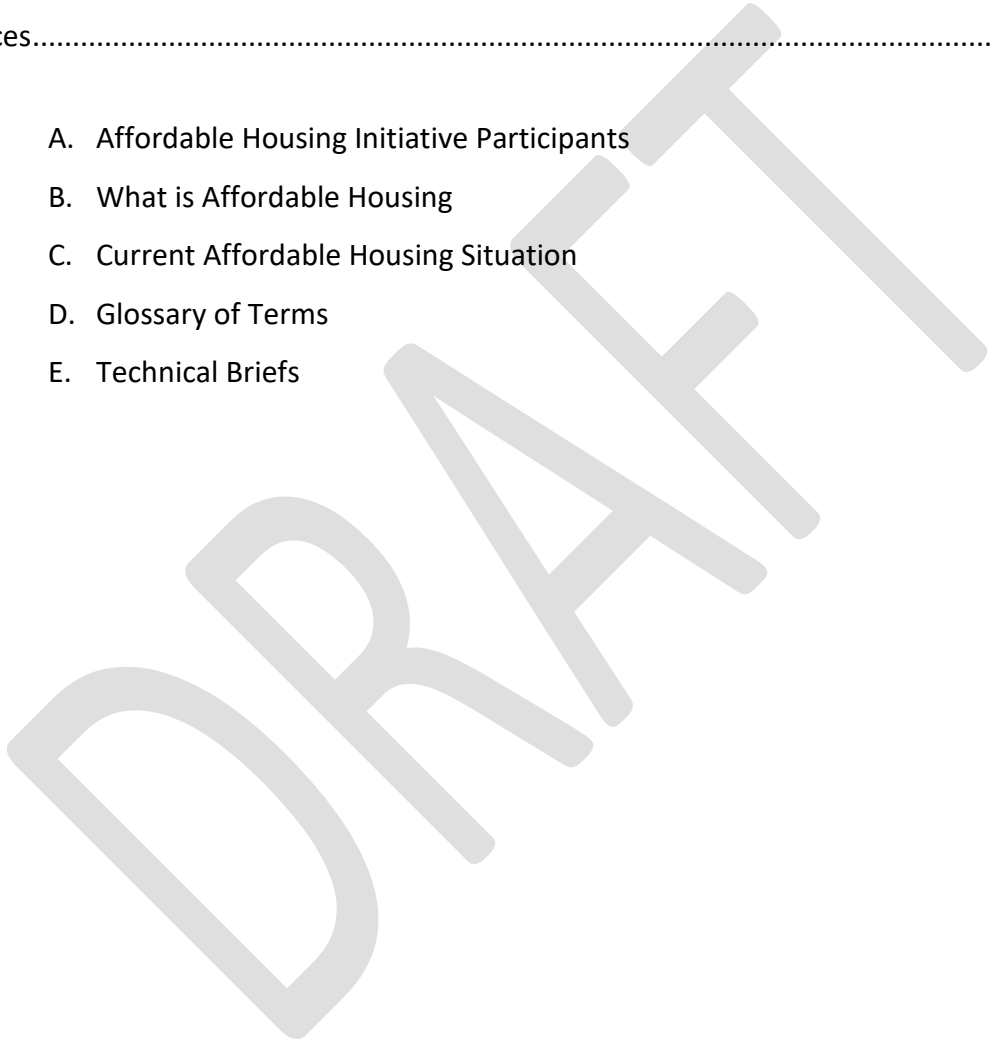 ces..........................................................................................................................
A. Affordable Housing Initiative Participants
B. What is Affordable Housing
C. Current Affordable Housing Situation
D. Glossary of Terms
E. Technical Briefs
DRAFT